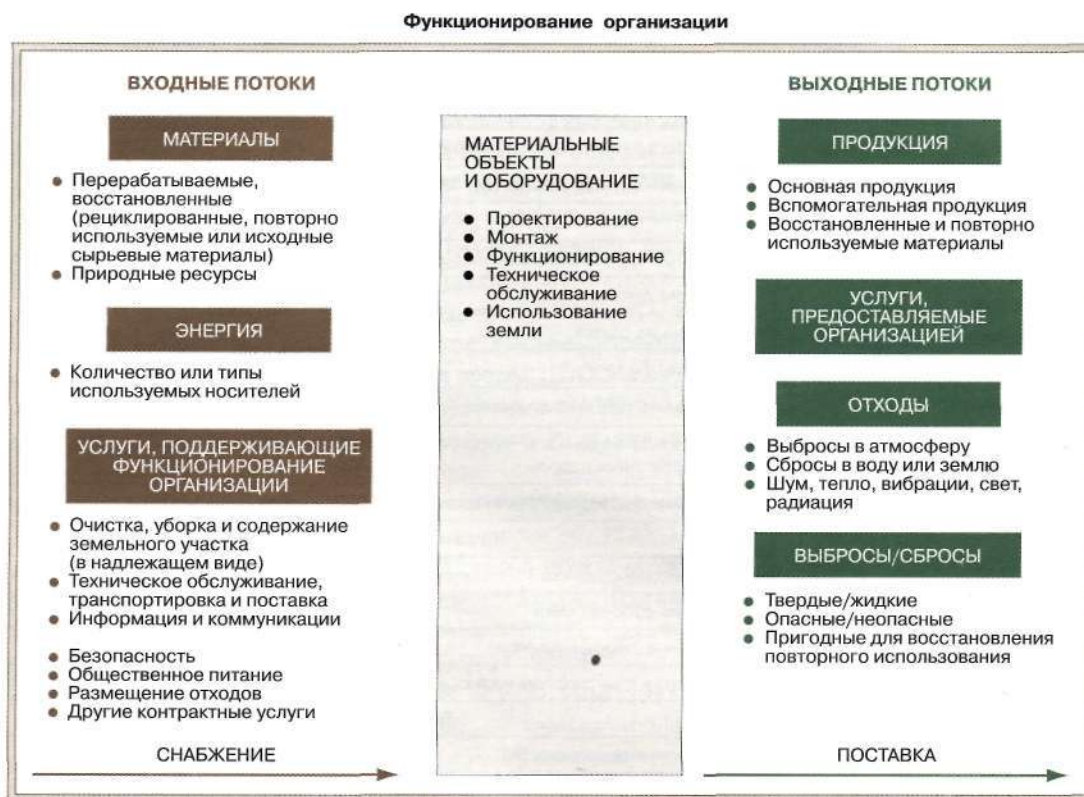 Функционирование организации
ВХОДНЫЕ ПОТОКИ
МАТЕРИАЛЫ
● Перерабатываемые,
восстановленные
(рециклированные, повторно
используемые или исходные
сырьевые материалы)
● Природные ресурсы
ЭНЕРГИЯ
● Количество или типы
используемых носителей
УСЛУГИ, ПОДДЕРЖИВАЮЩИЕ
ФУНКЦИОНИРОВАНИЕ
ОРГАНИЗАЦИИ
● Очистка, уборка и содержание
земельного участка
(в надлежащем виде)
● Техническое обслуживание,
транспортировка и поставка
● Информация и коммуникации
● Безопасность
● Общественное питание
● Размещение отходов
● Другие контрактные услуги
СНАБЖЕНИЕ
МАТЕРИАЛЬНЫЕ
ОБЪЕКТЫ
И ОБОРУДОВАНИЕ
● Проектирование
● Монтаж
● Функционирование
● Техническое
обслуживание
● Использование
земли
ВЫХОДНЫЕ ПОТОКИ
ПРОДУКЦИЯ
● Основная продукция
● Вспомогательная продукция
● Восстановленные и повторно
используемые материалы
УСЛУГИ,
ПРЕДОСТАВЛЯЕМЫЕ
ОРГАНИЗАЦИЕЙ
ОТХОДЫ
● Выбросы в атмосферу
● Сбросы в воду или землю
● Шум, тепло, вибрации, свет,
радиация
ВЫБРОСЫ/СБРОСЫ
● Твердые/жидкие
● Опасные/неопасные
● Пригодные для восстановления
повторного использования
ПОСТАВКА